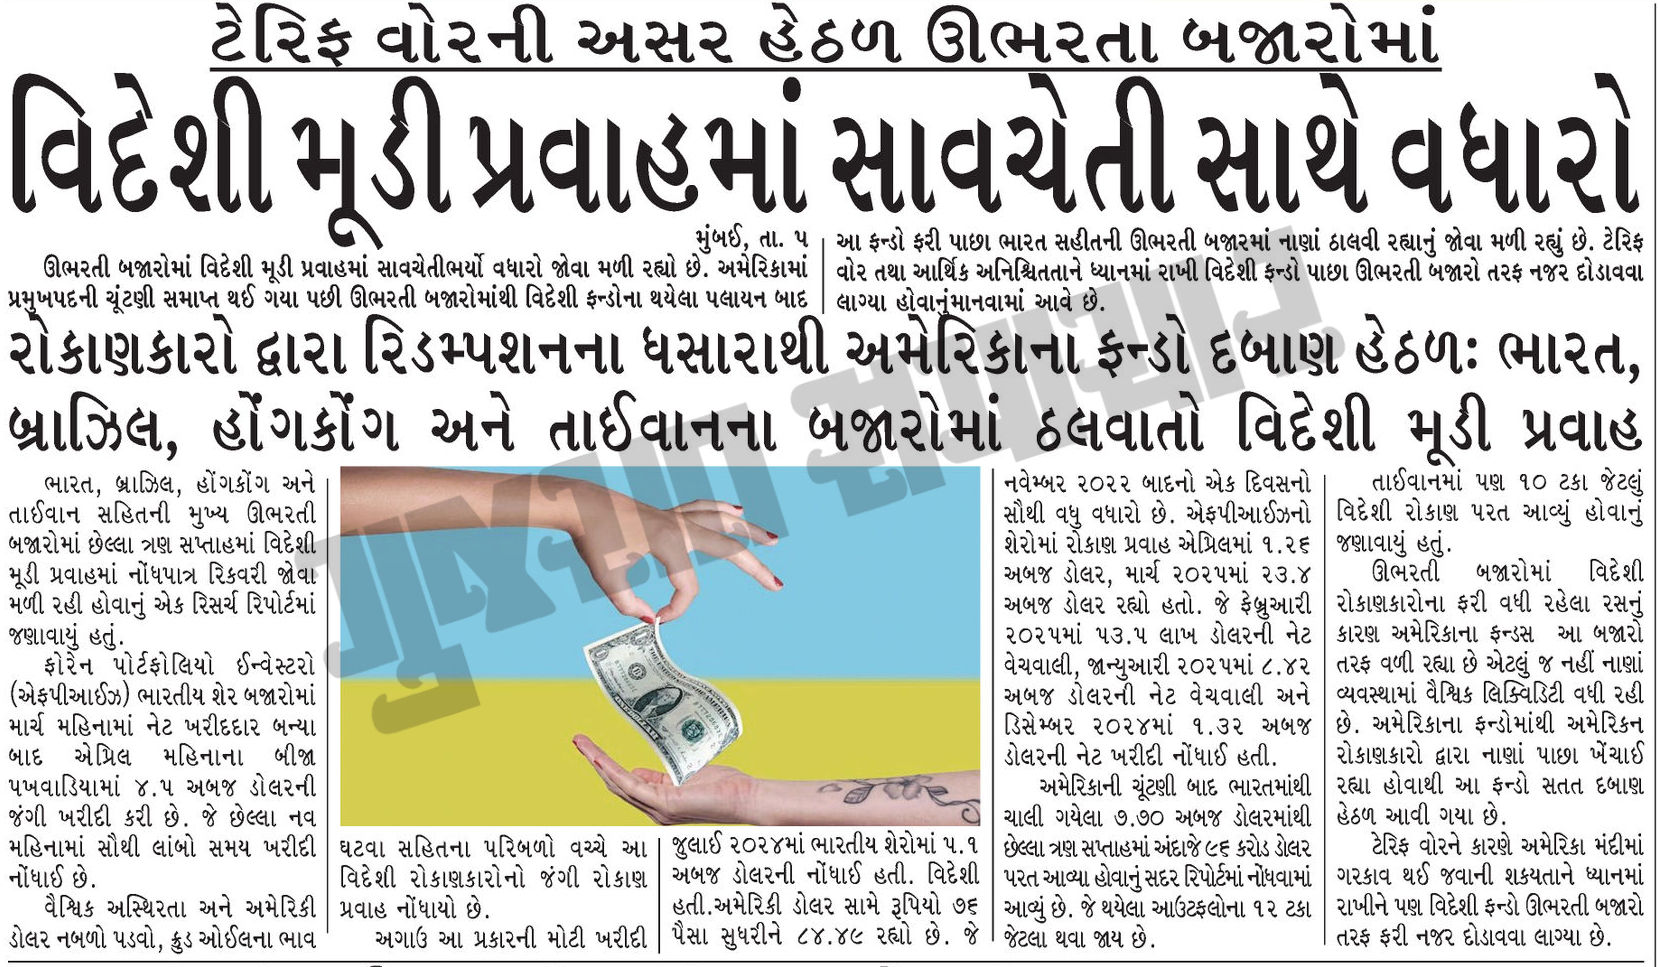 ટેરિફ વોરની અસર હેઠળ ઊભરતા બજારોમાં
વિદેશી મૂડી પ્રવાહમાં સાવચેતી સાથે વધારો
મુંબઈ, તા. ૫
ઊભરતી બજારોમાં વિદેશી મૂડી પ્રવાહમાં સાવચેતીભર્યો વધારો જોવા મળી રહ્યો છે. અમેરિકામાં
પ્રમુખપદની ચૂંટણી સમાપ્ત થઈ ગયા પછી ઊભરતી બજારોમાંથી વિદેશી ફન્ડોના થયેલા પલાયન બાદ
આ ફન્ડો ફરી પાછા ભારત સહીતની ઊભરતી બજારમાં નાણાં ઠાલવી રહ્યાનું જોવા મળી રહ્યું છે. ટેરિફ
વોર તથા આર્થિક અનિશ્ચિતતાને ધ્યાનમાં રાખી વિદેશી ફન્ડો પાછા ઊભરતી બજારો તરફ નજર દોડાવવા
લાગ્યા હોવાનુંમાનવામાં આવે છે.
રોકાણકારો દ્વારા રિડમ્પશનના ધસારાથી અમેરિકાના ફન્ડો દબાણ હેઠળઃ ભારત,
બ્રાઝિલ, હોંગકોંગ અને તાઈવાનના બજારોમાં ઠલવાતો વિદેશી મૂડી પ્રવાહ
ભારત, બ્રાઝિલ, હોંગકોંગ અને
તાઈવાન સહિતની મુખ્ય ઊભરતી
બજારોમાં છેલ્લા ત્રણ સપ્તાહમાં વિદેશી
મૂડી પ્રવાહમાં નોંધપાત્ર રિકવરી જોવા
મળી રહી હોવાનું એક રિસર્ચ રિપોર્ટમાં
જણાવાયું હતું.
ફોરેન પોર્ટફોલિયો ઈન્વેસ્ટરો
(એફપીઆઈઝ) ભારતીય શેર બજારોમાં
માર્ચ મહિનામાં નેટ ખરીદદાર બન્યા
બાદ એપ્રિલ મહિનાના બીજા
પખવાડિયામાં ૪.૫ અબજ ડોલરની
જંગી ખરીદી કરી છે. જે છેલ્લા નવ
મહિનામાં સૌથી લાંબો સમય ખરીદી
નોંધાઈ છે.
વૈશ્વિક અસ્થિરતા અને અમેરિકી
ડોલર નબળો પડવો, ક્રુડ ઓઈલના ભાવ
ઘટવા સહિતના પરિબળો વચ્ચે આ
વિદેશી રોકાણકારોનો જંગી રોકાણ
પ્રવાહ નોંધાયો છે.
અગાઉ આ પ્રકારની મોટી ખરીદી
જુલાઈ ૨૦૨૪માં ભારતીય શેરોમાં ૫.૧
અબજ ડોલરની નોંધાઈ હતી. વિદેશી
હતી.અમેરિકી ડોલર સામે રૂપિયો ૭૬
પૈસા સુધરીને ૮૪.૪૯ રહ્યો છે. જે
નવેમ્બર ૨૦૨૨ બાદનો એક દિવસનો
સૌથી વધુ વધારો છે. એફપીઆઈઝનો
શેરોમાં રોકાણ પ્રવાહ એપ્રિલમાં ૧.૨૬
અબજ ડોલર, માર્ચ ૨૦૨૫માં ૨૩.૪
અબજ ડોલર રહ્યો હતો. જે ફેબ્રુઆરી
૨૦૨૫માં ૫૩.૫ લાખ ડોલરની નેટ
વેચવાલી, જાન્યુઆરી ૨૦૨૫માં ૮.૪૨
અબજ ડોલરની નેટ વેચવાલી અને
ડિસેમ્બર ૨૦૨૪માં ૧.૩૨ અબજ
ડોલરની નેટ ખરીદી નોંધાઈ હતી.
અમેરિકાની ચૂંટણી બાદ ભારતમાંથી
ચાલી ગયેલા ૭.૭૦ અબજ ડોલરમાંથી
છેલ્લા ત્રણ સપ્તાહમાં અંદાજે ૯૬ કરોડ ડોલર
પરત આવ્યા હોવાનું સદર રિપોર્ટમાં નોંધવામાં
આવ્યું છે. જે થયેલા આઉટફલોના ૧૨ ટકા
જેટલા થવા જાય છે.
તાઈવાનમાં પણ ૧૦ ટકા જેટલું
વિદેશી રોકાણ પરત આવ્યું હોવાનું
જણાવાયું હતું.
ઊભરતી બજારોમાં વિદેશી
રોકાણકારોના ફરી વધી રહેલા રસનું
કારણ અમેરિકાના ફન્ડસ આ બજારો
તરફ વળી રહ્યા છે એટલું જ નહીં નાણાં
વ્યવસ્થામાં વૈશ્વિક લિક્વિડિટી વધી રહી
છે. અમેરિકાના ફન્ડોમાંથી અમેરિકન
રોકાણકારો દ્વારા નાણાં પાછા ખેંચાઈ
રહ્યા હોવાથી આ ફન્ડો સતત દબાણ
હેઠળ આવી ગયા છે.
ટેરિફ વોરને કારણે અમેરિકા મંદીમાં
ગરકાવ થઈ જવાની શક્યતાને ધ્યાનમાં
રાખીને પણ વિદેશી ફન્ડો ઊભરતી બજારો
તરફ ફરી નજર દોડાવવા લાગ્યા છે.
ગુજરાત સમાચાર